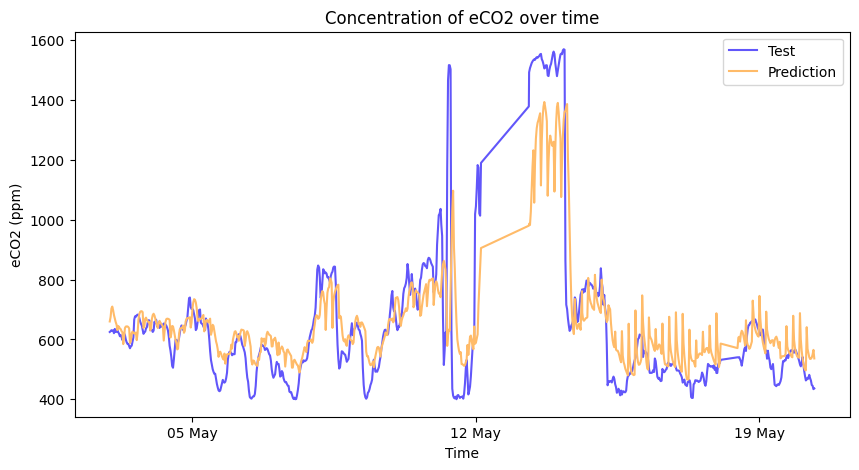 Concentration of eCO2 over time
Test
Prediction
eCO2 (ppm)
1600
1400
1200
1000
800
600
400
05 May
12 May
19 May
Time